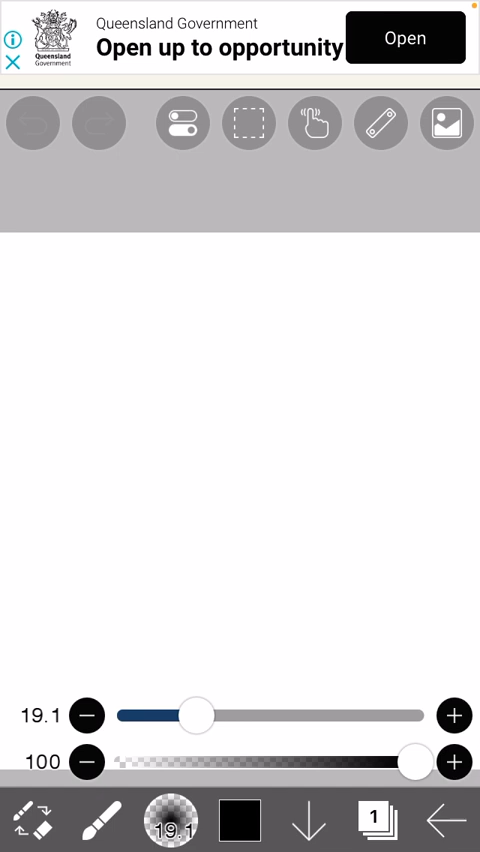 Queensland Government
Open up to opportunity
Open
Queensland
Government
19.1
100
19.1
1